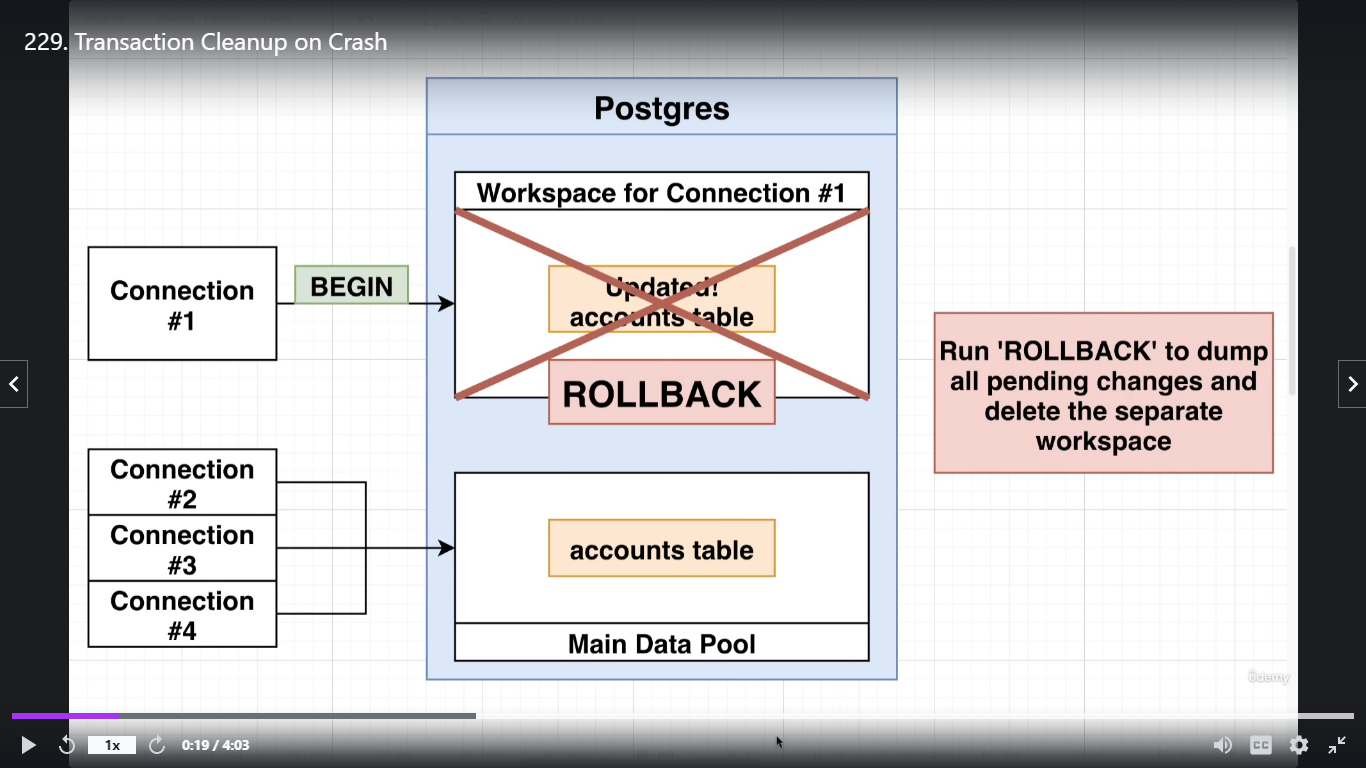 229. Transaction Cleanup on Crash
Postgres
Workspace for Connection #1
Connection
#1
BEGIN
Updated!
accounts table
ROLLBACK
Run 'ROLLBACK' to dump
all pending changes and
delete the separate
workspace
Connection
#2
Connection
#3
Connection
#4
accounts table
Main Data Pool
ûdemy
1x
0:19 / 4:03
CC